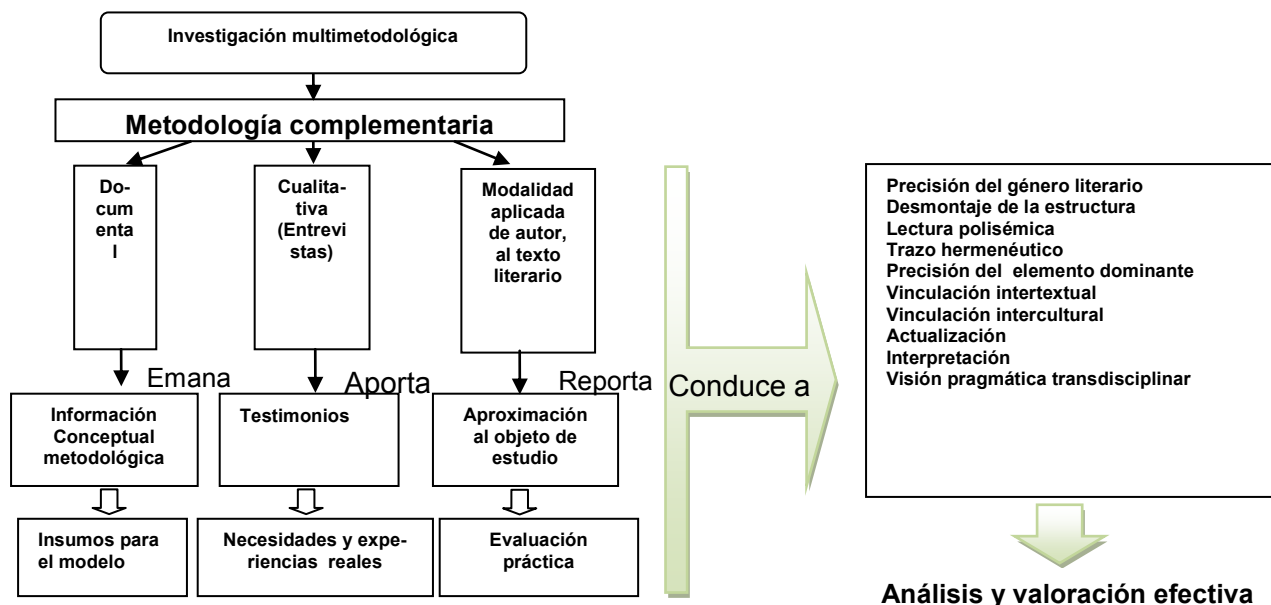 Investigación multimetodológica
Metodología complementaria
Do-
cum
enta
l
Cualita-
tiva
(Entrevi
stas)
Modalidad
aplicada
de autor,
al texto
literario
Emana
Aporta
Reporta
Información
Conceptual
metodológica
Testimonios
Aproximación
al objeto de
estudio
Insumos para
el modelo
Necesidades y expe-
riencias reales
Evaluación
práctica
Conduce a
Precisión del género literario
Desmontaje de la estructura
Lectura polisémica
Trazo hermenéutico
Precisión del elemento dominante
Vinculación intertextual
Vinculación intercultural
Actualización
Interpretación
Visión pragmática transdisciplinar
Análisis y valoración efectiva